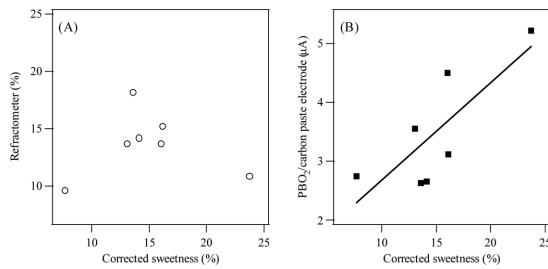 (A)
Refractometer (%)
25
20
15
10
10
15
20
25
Corrected sweetness (%)
(B)
PBO₂/carbon paste electrode (μA)
5
4
3
2
10
15
20
25
Corrected sweetness (%)